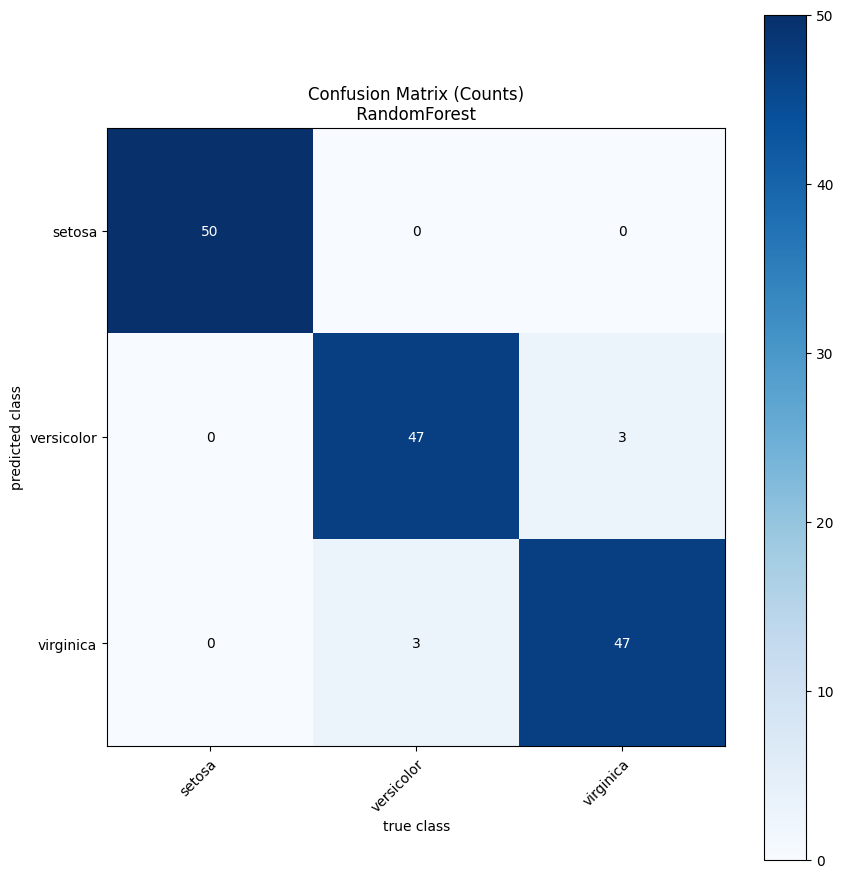 Confusion Matrix (Counts)
RandomForest
50
40
30
20
10
0
predicted class
setosa
50
0
0
versicolor
0
47
3
virginica
0
3
47
setosa
versicolor
virginica
true class